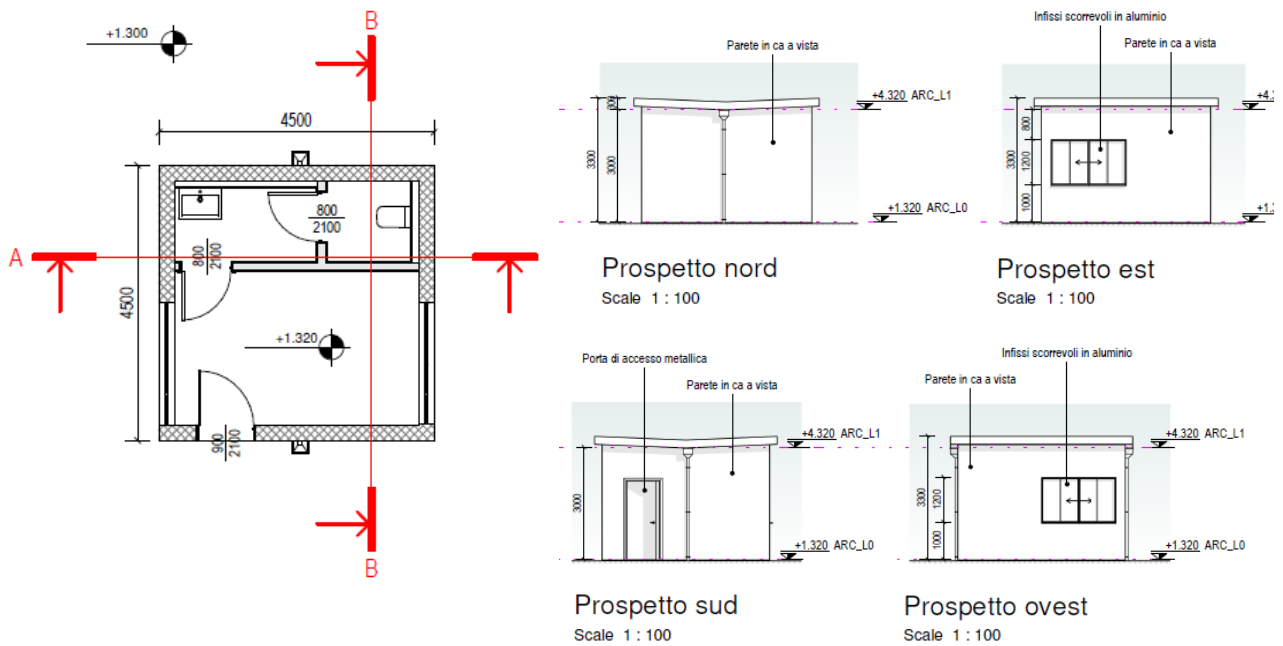 +1.300
B
4500
4500
800
2100
800
2100
A
+1.320
900
2100
B
Parete in ca a vista
+4.320 ARC_L1
300
3300
3000
+1.320 ARC_L0
Prospetto nord
Scale 1 : 100
Infissi scorrevoli in aluminio
Parete in ca a vista
800
3300
1200
1000
Prospetto est
Scale 1 : 100
Porta di accesso metallica
Parete in ca a vista
+4.320 ARC_L1
3000
+1.320 ARC_L0
Prospetto sud
Scale 1 : 100
Infissi scorrevoli in aluminio
Parete in ca a vista
+4.320 ARC_L1
3300
1200
1000
+1.320 ARC_L0
Prospetto ovest
Scale 1 : 100